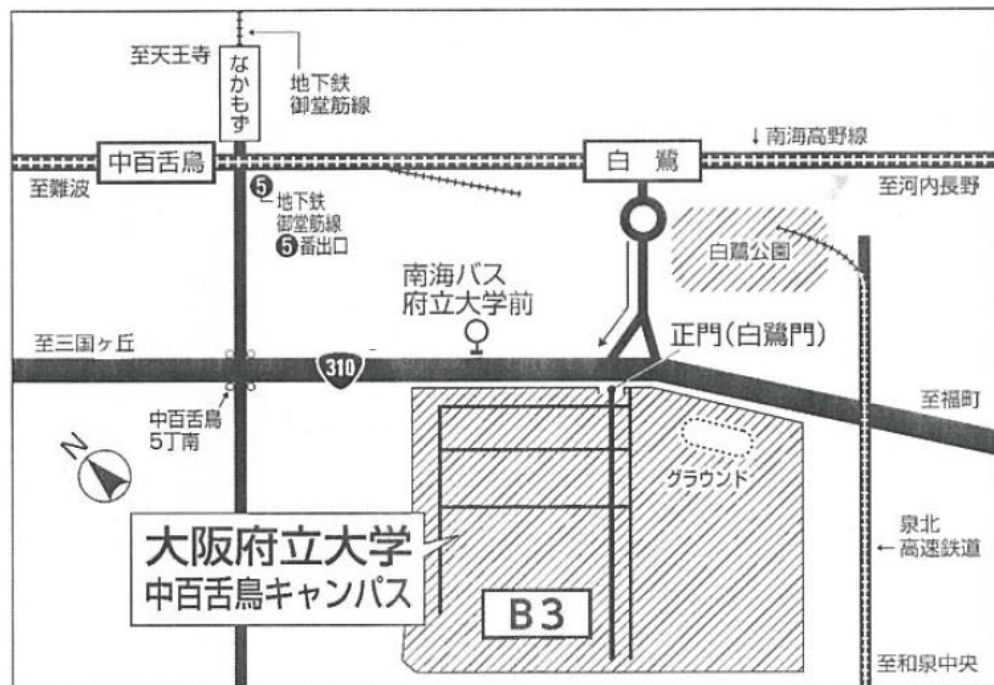 至天王寺
なかもず
地下鉄
御堂筋線
中百舌鳥
白鷺
↓南海高野線
至難波
至河内長野
❺
地下鉄
御堂筋線
❺番出口
白鷺公園
南海バス
府立大学前
正門(白鷺門)
至三国ヶ丘
310
至福町
中百舌鳥
5丁南
N
グラウンド
大阪府立大学
中百舌鳥キャンパス
B3
泉北
←高速鉄道
至和泉中央